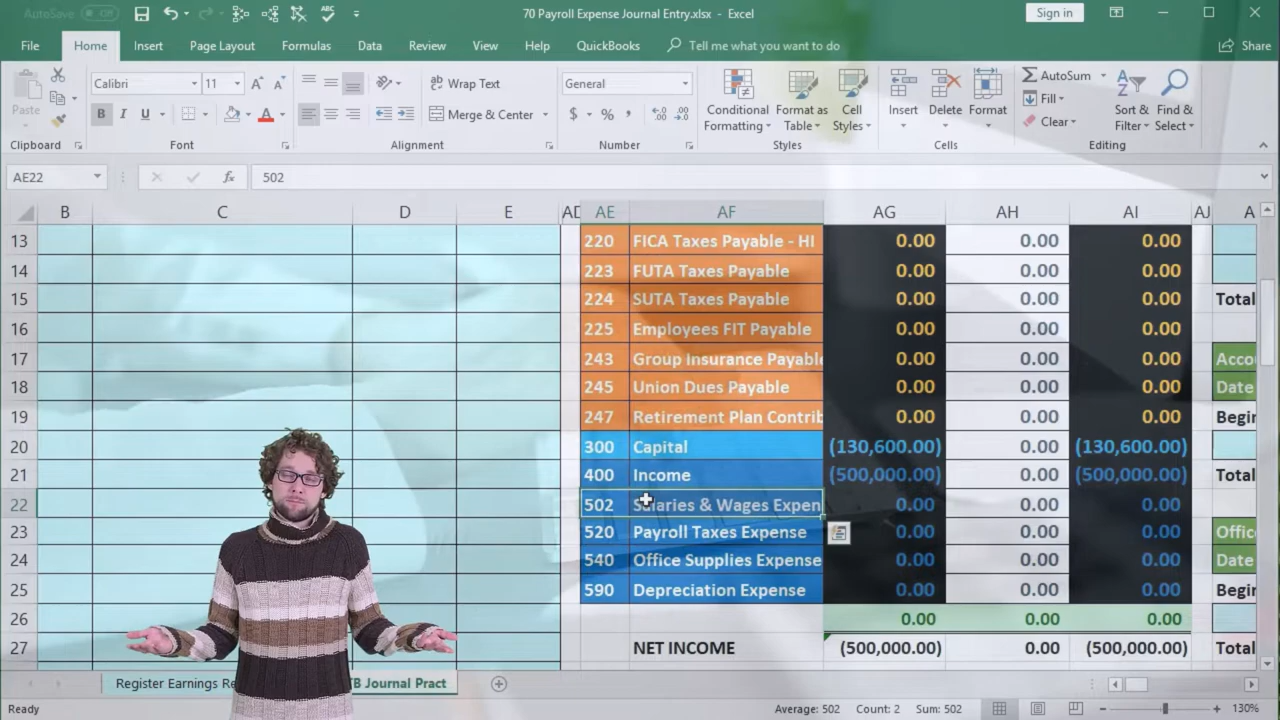 AutoSave Off
70 Payroll Expense Journal Entry.xlsx - Excel
Sign in
File Home Insert Page Layout Formulas Data Review View Help QuickBooks Tell me what you want to do Share
Paste
Calibri 11
Wrap Text
General
Conditional Formatting
Format as Table
Cell Styles
Insert Delete Format
AutoSum
Fill
Clear
Sort & Filter
Find & Select
B I U A
Merge & Center
$ % ,
Clipboard Font Alignment Number Styles Cells Editing
AE22 fx 502
B C D E AD AE AF AG AH AI AJ A
13 220 FICA Taxes Payable - HI 0.00 0.00 0.00
14 223 FUTA Taxes Payable 0.00 0.00 0.00
15 224 SUTA Taxes Payable 0.00 0.00 0.00 Total
16 225 Employees FIT Payable 0.00 0.00 0.00
17 243 Group Insurance Payable 0.00 0.00 0.00 Acco
18 245 Union Dues Payable 0.00 0.00 0.00 Date
19 247 Retirement Plan Contrib 0.00 0.00 0.00 Begin
20 300 Capital (130,600.00) 0.00 (130,600.00)
21 400 Income (500,000.00) 0.00 (500,000.00) Total
22 502 Salaries & Wages Expen 0.00 0.00 0.00
23 520 Payroll Taxes Expense 0.00 0.00 0.00 Office
24 540 Office Supplies Expense 0.00 0.00 0.00 Date
25 590 Depreciation Expense 0.00 0.00 0.00 Begin
26 0.00 0.00 0.00
27 NET INCOME (500,000.00) 0.00 (500,000.00) Total
Register Earnings Re TB Journal Pract
Ready Average: 502 Count: 2 Sum: 502 130%